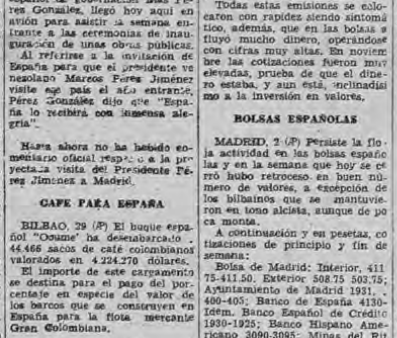 res González, llegó hoy aquí en
avión para asistir la semana en-
trante a las ceremonias de inau-
guración de unas obras públicas.
Al referirse a la invitación de
España para que el presidente ve
nezolano Marcos Pérez Jiménez
visite ese país el año entrante,
Pérez González dijo que "Espa-
ña lo recibirá con inmensa ale-
gría".
Hasta ahora no ha habido co-
mentario oficial respecto a la pro
yectada visita del Presidente Pé-
rez Jiménez a Madrid.
CAFE PARA ESPAÑA
BILBAO, 29 (AP) El buque espa-
ñol ha desembarcado
44.466 sacos de café colombianos
valorados en 4.224.270 dólares.
El importe de este cargamento
se destina para el pago del por-
centaje en especie del valor de
los barcos que se construyen en
España para la flota mercante
Gran Colombiana.
Todas estas emisiones se colo-
caron con rapidez siendo sintomá
tico, además, que en las bolsas a
fluyó mucho dinero, operándose
con cifras muy altas. En noviem
bre las cotizaciones fueron muy
elevadas, prueba de que el dine-
ro estaba, y aun está, inclinadísi
mo a la inversión en valores.
BOLSAS ESPAÑOLAS
MADRID, 2 (AP) Persiste la flo
ja actividad en las bolsas españo
las y en la semana que hoy se ce
rró hubo retroceso en buen nú
mero de valores, a excepción de
los bilbaínos que se mantuvie-
ron en tono alcista, aunque de po
ca monta.
A continuación y en pesetas, co
tizaciones de principio y fin de
semana:
Bolsa de Madrid: Interior, 411
75-411.50. Exterior 508.75 503.75;
Ayuntamiento de Madrid 1931,
400-405; Banco de España 4130-
Idem. Banco Español de Crédito
1930-1925; Banco Hispano Ame-
ricano 3090-3095; Minas del Rif